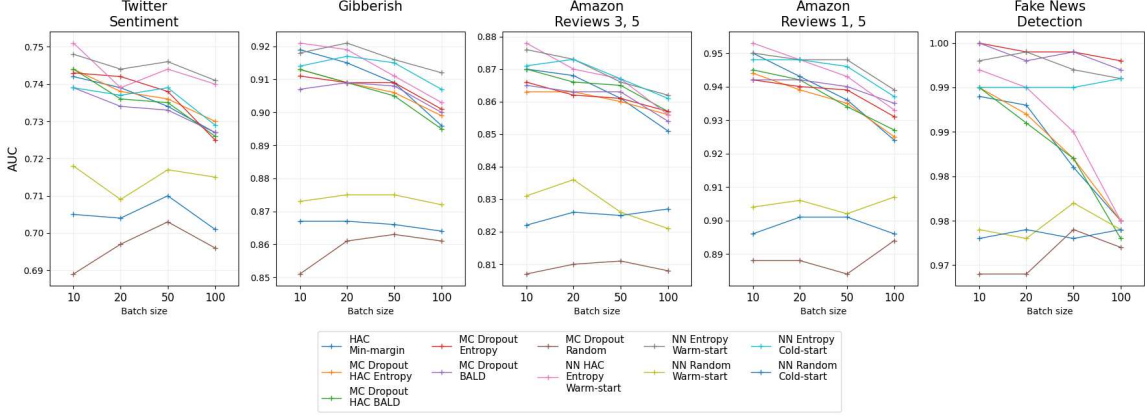 Twitter
Sentiment
Gibberish
Amazon
Reviews 3, 5
Amazon
Reviews 1, 5
Fake News
Detection
AUC
0.75
0.74
0.73
0.72
0.71
0.70
0.69
10 20 50 100
Batch size
0.92
0.91
0.90
0.89
0.88
0.87
0.86
0.85
10 20 50 100
Batch size
0.88
0.87
0.86
0.85
0.84
0.83
0.82
0.81
10 20 50 100
Batch size
0.95
0.94
0.93
0.92
0.91
0.90
0.89
10 20 50 100
Batch size
1.00
0.99
0.99
0.98
0.98
0.97
10 20 50 100
Batch size
HAC
Min-margin
MC Dropout
HAC Entropy
MC Dropout
HAC BALD
MC Dropout
Entropy
MC Dropout
BALD
MC Dropout
Random
NN HAC
Entropy
Warm-start
NN Entropy
Warm-start
NN Random
Warm-start
NN Entropy
Cold-start
NN Random
Cold-start